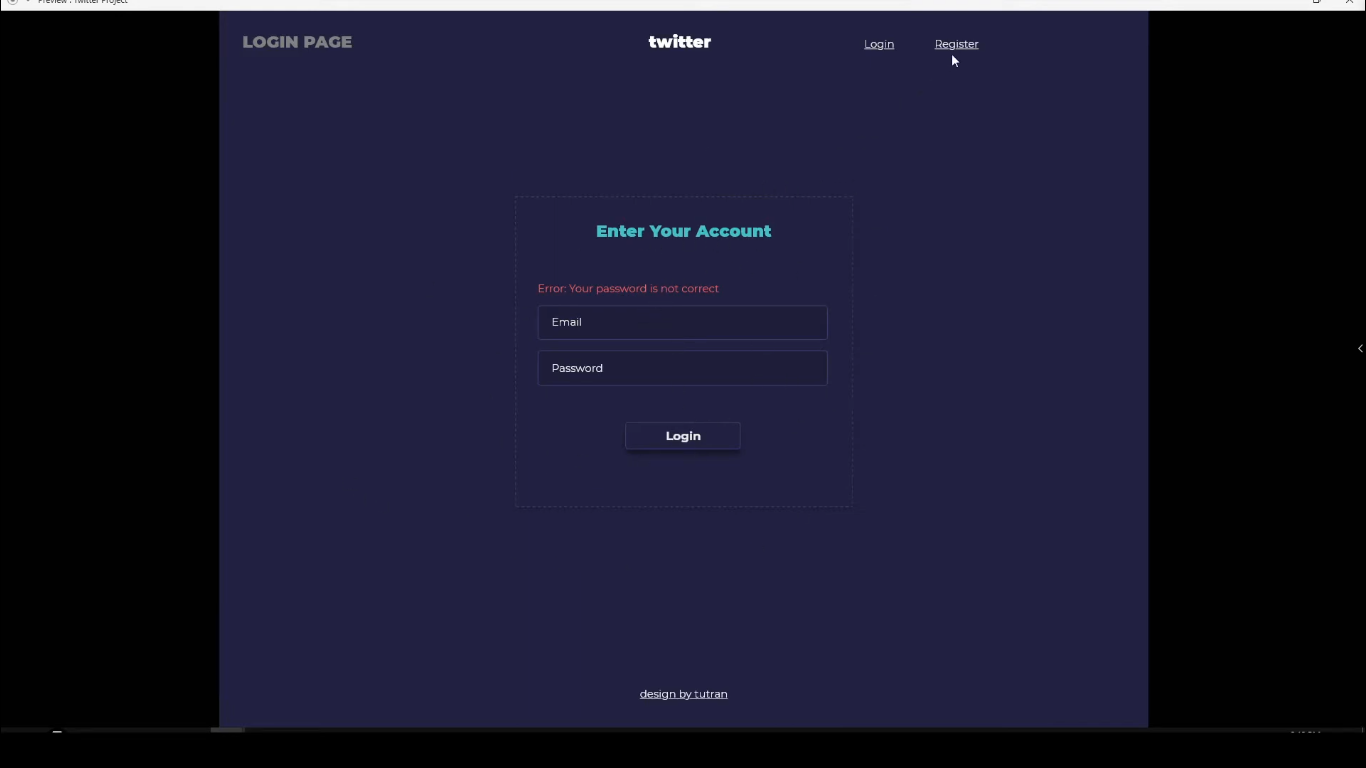 Preview : Twitter Project
LOGIN PAGE
twitter
Login
Register
Enter Your Account
Error: Your password is not correct
Email
Password
Login
design by tutran